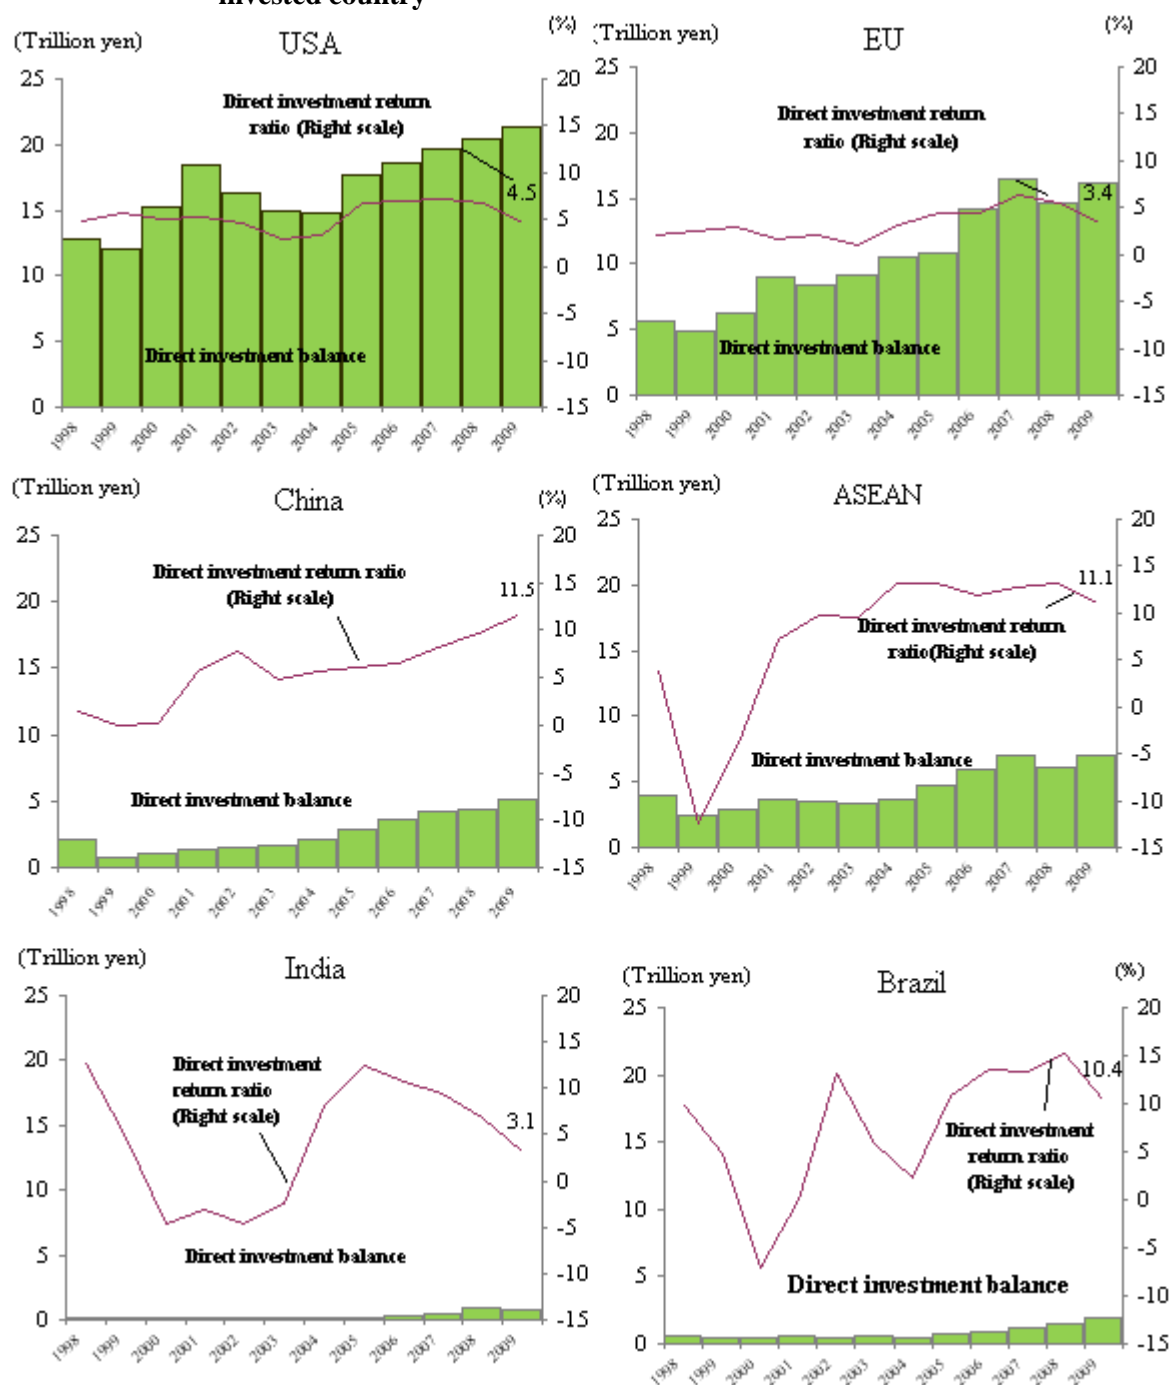 invested country
(Trillion yen) USA (%)
25 20
Direct investment return
ratio (Right scale)
20 15
10
4.5
15 5
10 0
-5
5 Direct investment balance -10
0 -15
1998 1999 2000 2001 2002 2003 2004 2005 2006 2007 2008 2009
(Trillion yen) EU (%)
25 20
Direct investment return
ratio (Right scale)
20 15
10
3.4
15 5
10 0
-5
5 Direct investment balance -10
0 -15
1998 1999 2000 2001 2002 2003 2004 2005 2006 2007 2008 2009
(Trillion yen) China (%)
25 20
Direct investment return ratio
(Right scale)
11.5
20 15
10
15 5
10 0
-5
5 Direct investment balance -10
0 -15
1998 1999 2000 2001 2002 2003 2004 2005 2006 2007 2008 2009
(Trillion yen) ASEAN
25 20
11.1
20 15
10
Direct investment return
ratio(Right scale)
15 5
10 0
Direct investment balance
-5
5 -10
0 -15
1998 1999 2000 2001 2002 2003 2004 2005 2006 2007 2008 2009
(Trillion yen) India
25 20
Direct investment
return ratio
(Right scale)
20 15
10
3.1
15 5
10 0
-5
Direct investment balance
5 -10
0 -15
1998 1999 2000 2001 2002 2003 2004 2005 2006 2007 2008 2009
(Trillion yen) Brazil (%)
25 20
10.4
20 15
10
Direct investment
return ratio
(Right scale)
15 5
10 0
-5
Direct investment balance
5 -10
0 -15
1998 1999 2000 2001 2002 2003 2004 2005 2006 2007 2008 2009